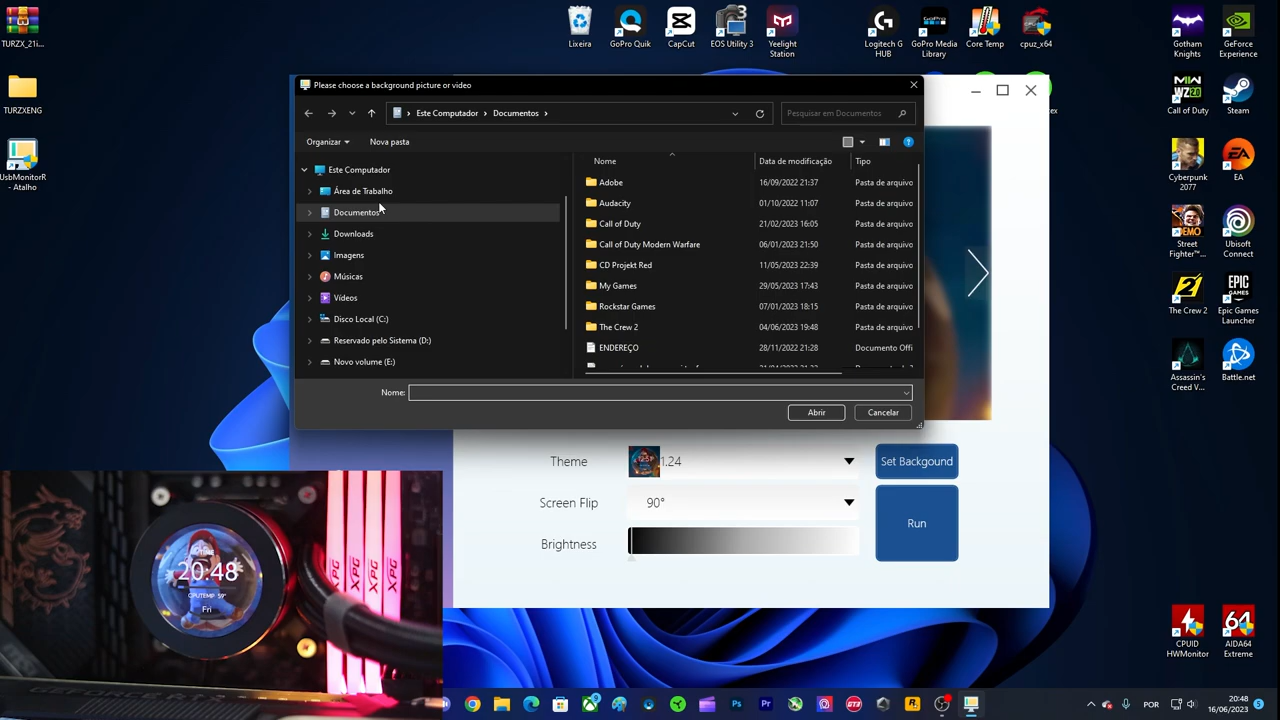 TURZX_21i...
TURZXENG
UsbMonitorR - Atalho
Lixeira
GoPro Quik
CapCut
EOS Utility 3
Yeelight Station
Logitech G HUB
GoPro Media Library
Core Temp
cpuz_x64
Gotham Knights
GeForce Experience
Call of Duty
Steam
Cyberpunk 2077
EA
Street Fighter™...
Ubisoft Connect
The Crew 2
Epic Games Launcher
Assassin's Creed V...
Battle.net
CPUID HWMonitor
AIDA64 Extreme
Please choose a background picture or video
Este Computador > Documentos >
Pesquisar em Documentos
Organizar
Nova pasta
Este Computador
Área de Trabalho
Documentos
Downloads
Imagens
Músicas
Vídeos
Disco Local (C:)
Reservado pelo Sistema (D:)
Novo volume (E:)
Nome Data de modificação Tipo
Adobe 16/09/2022 21:37 Pasta de arquivo
Audacity 01/10/2022 11:07 Pasta de arquivo
Call of Duty 21/02/2023 16:05 Pasta de arquivo
Call of Duty Modern Warfare 06/01/2023 21:50 Pasta de arquivo
CD Projekt Red 11/05/2023 22:39 Pasta de arquivo
My Games 29/05/2023 17:43 Pasta de arquivo
Rockstar Games 07/01/2023 18:15 Pasta de arquivo
The Crew 2 04/06/2023 19:48 Pasta de arquivo
ENDEREÇO 28/11/2022 21:28 Documento Offi
Nome:
Abrir
Cancelar
Theme
1.24
Set Backgound
Screen Flip
90°
Run
Brightness
TIME
20:48
CPUTEMP 59°
Fri
XPG
XPG
XPG
XPG
POR
20:48
16/06/2023